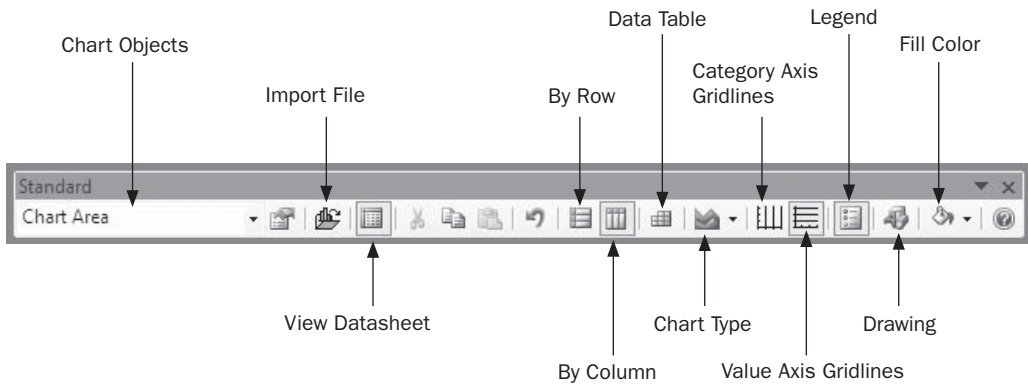 Data Table
Legend
Chart Objects
Fill Color
Category Axis
Gridlines
Import File
By Row
Standard
Chart Area
View Datasheet
Chart Type
Drawing
By Column
Value Axis Gridlines